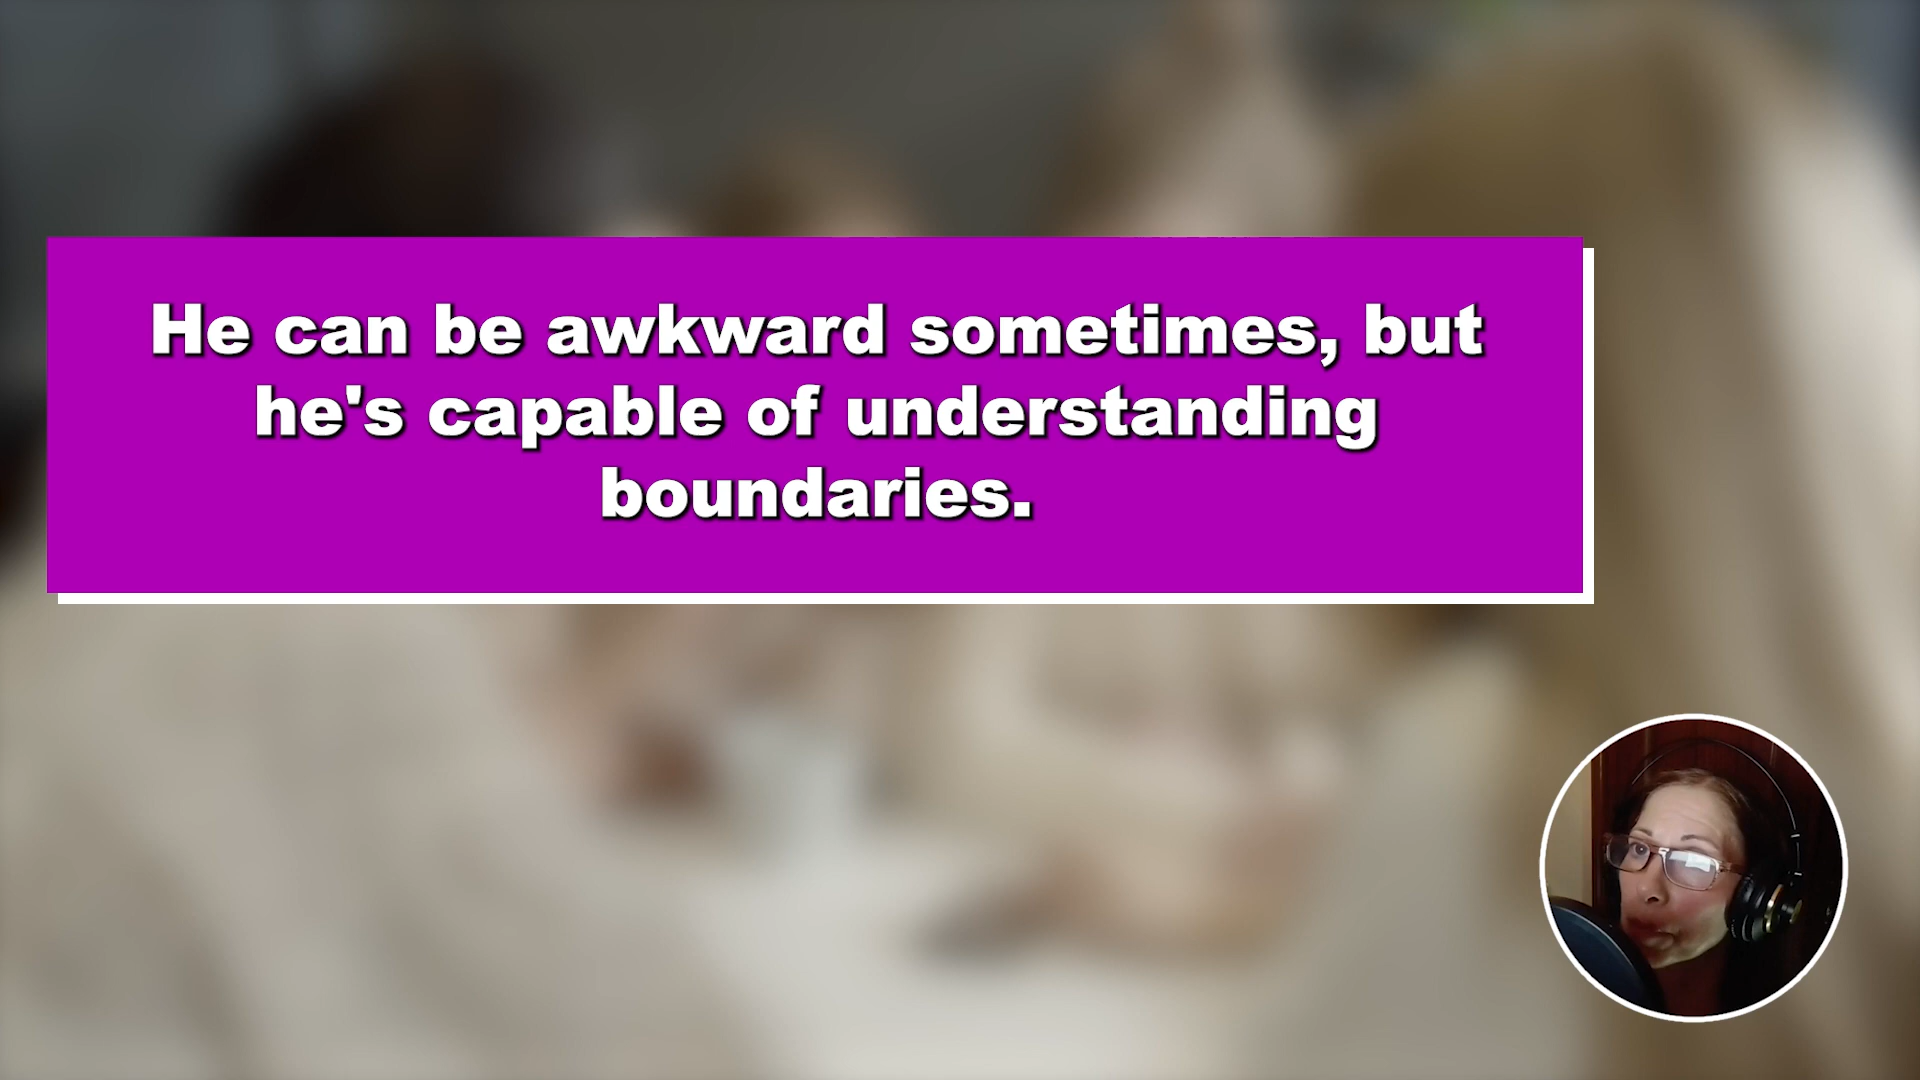 He can be awkward sometimes, but
he's capable of understanding
boundaries.